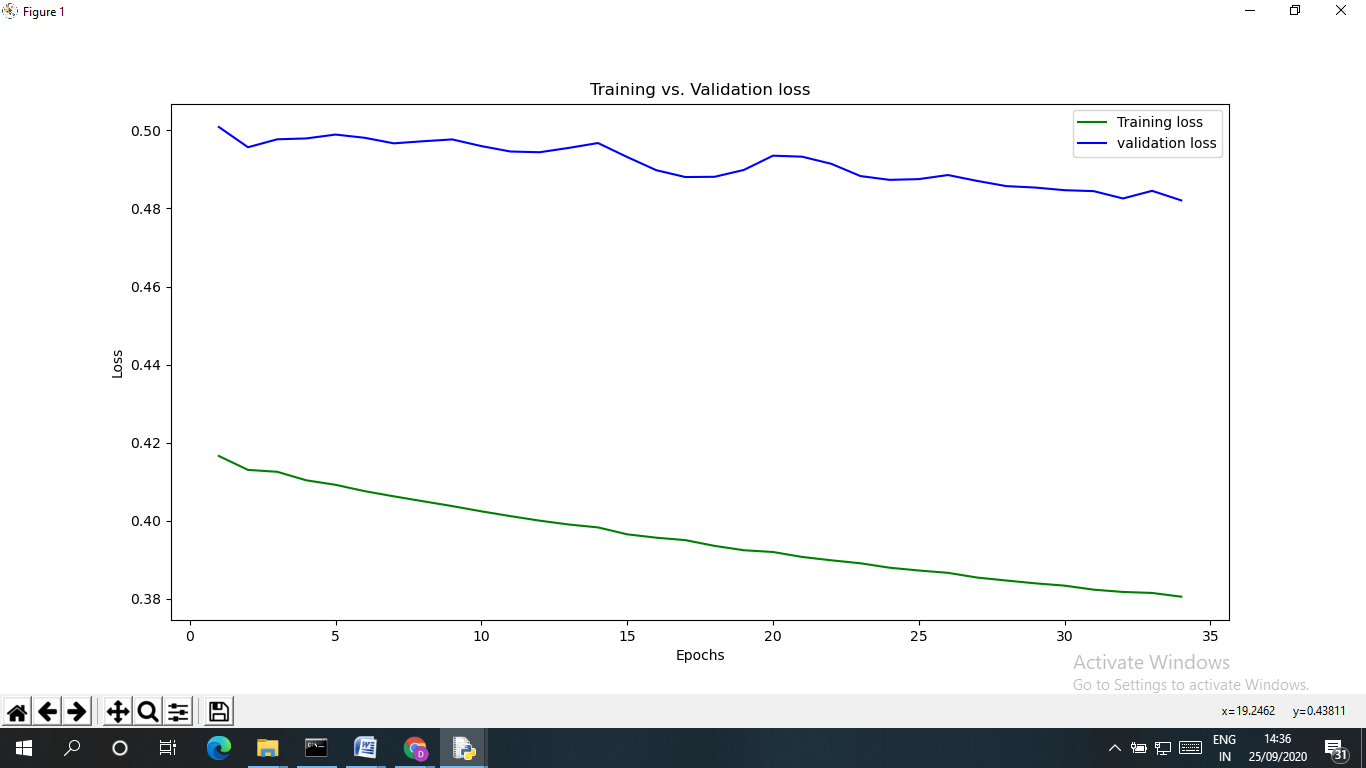 Figure 1
Training vs. Validation loss
Training loss
validation loss
0.50
0.48
0.46
0.44
0.42
0.40
0.38
Loss
0 5 10 15 20 25 30 35
Epochs
Activate Windows
Go to Settings to activate Windows.
x=19.2462 y=0.43811
ENG 14:36
IN 25/09/2020 31